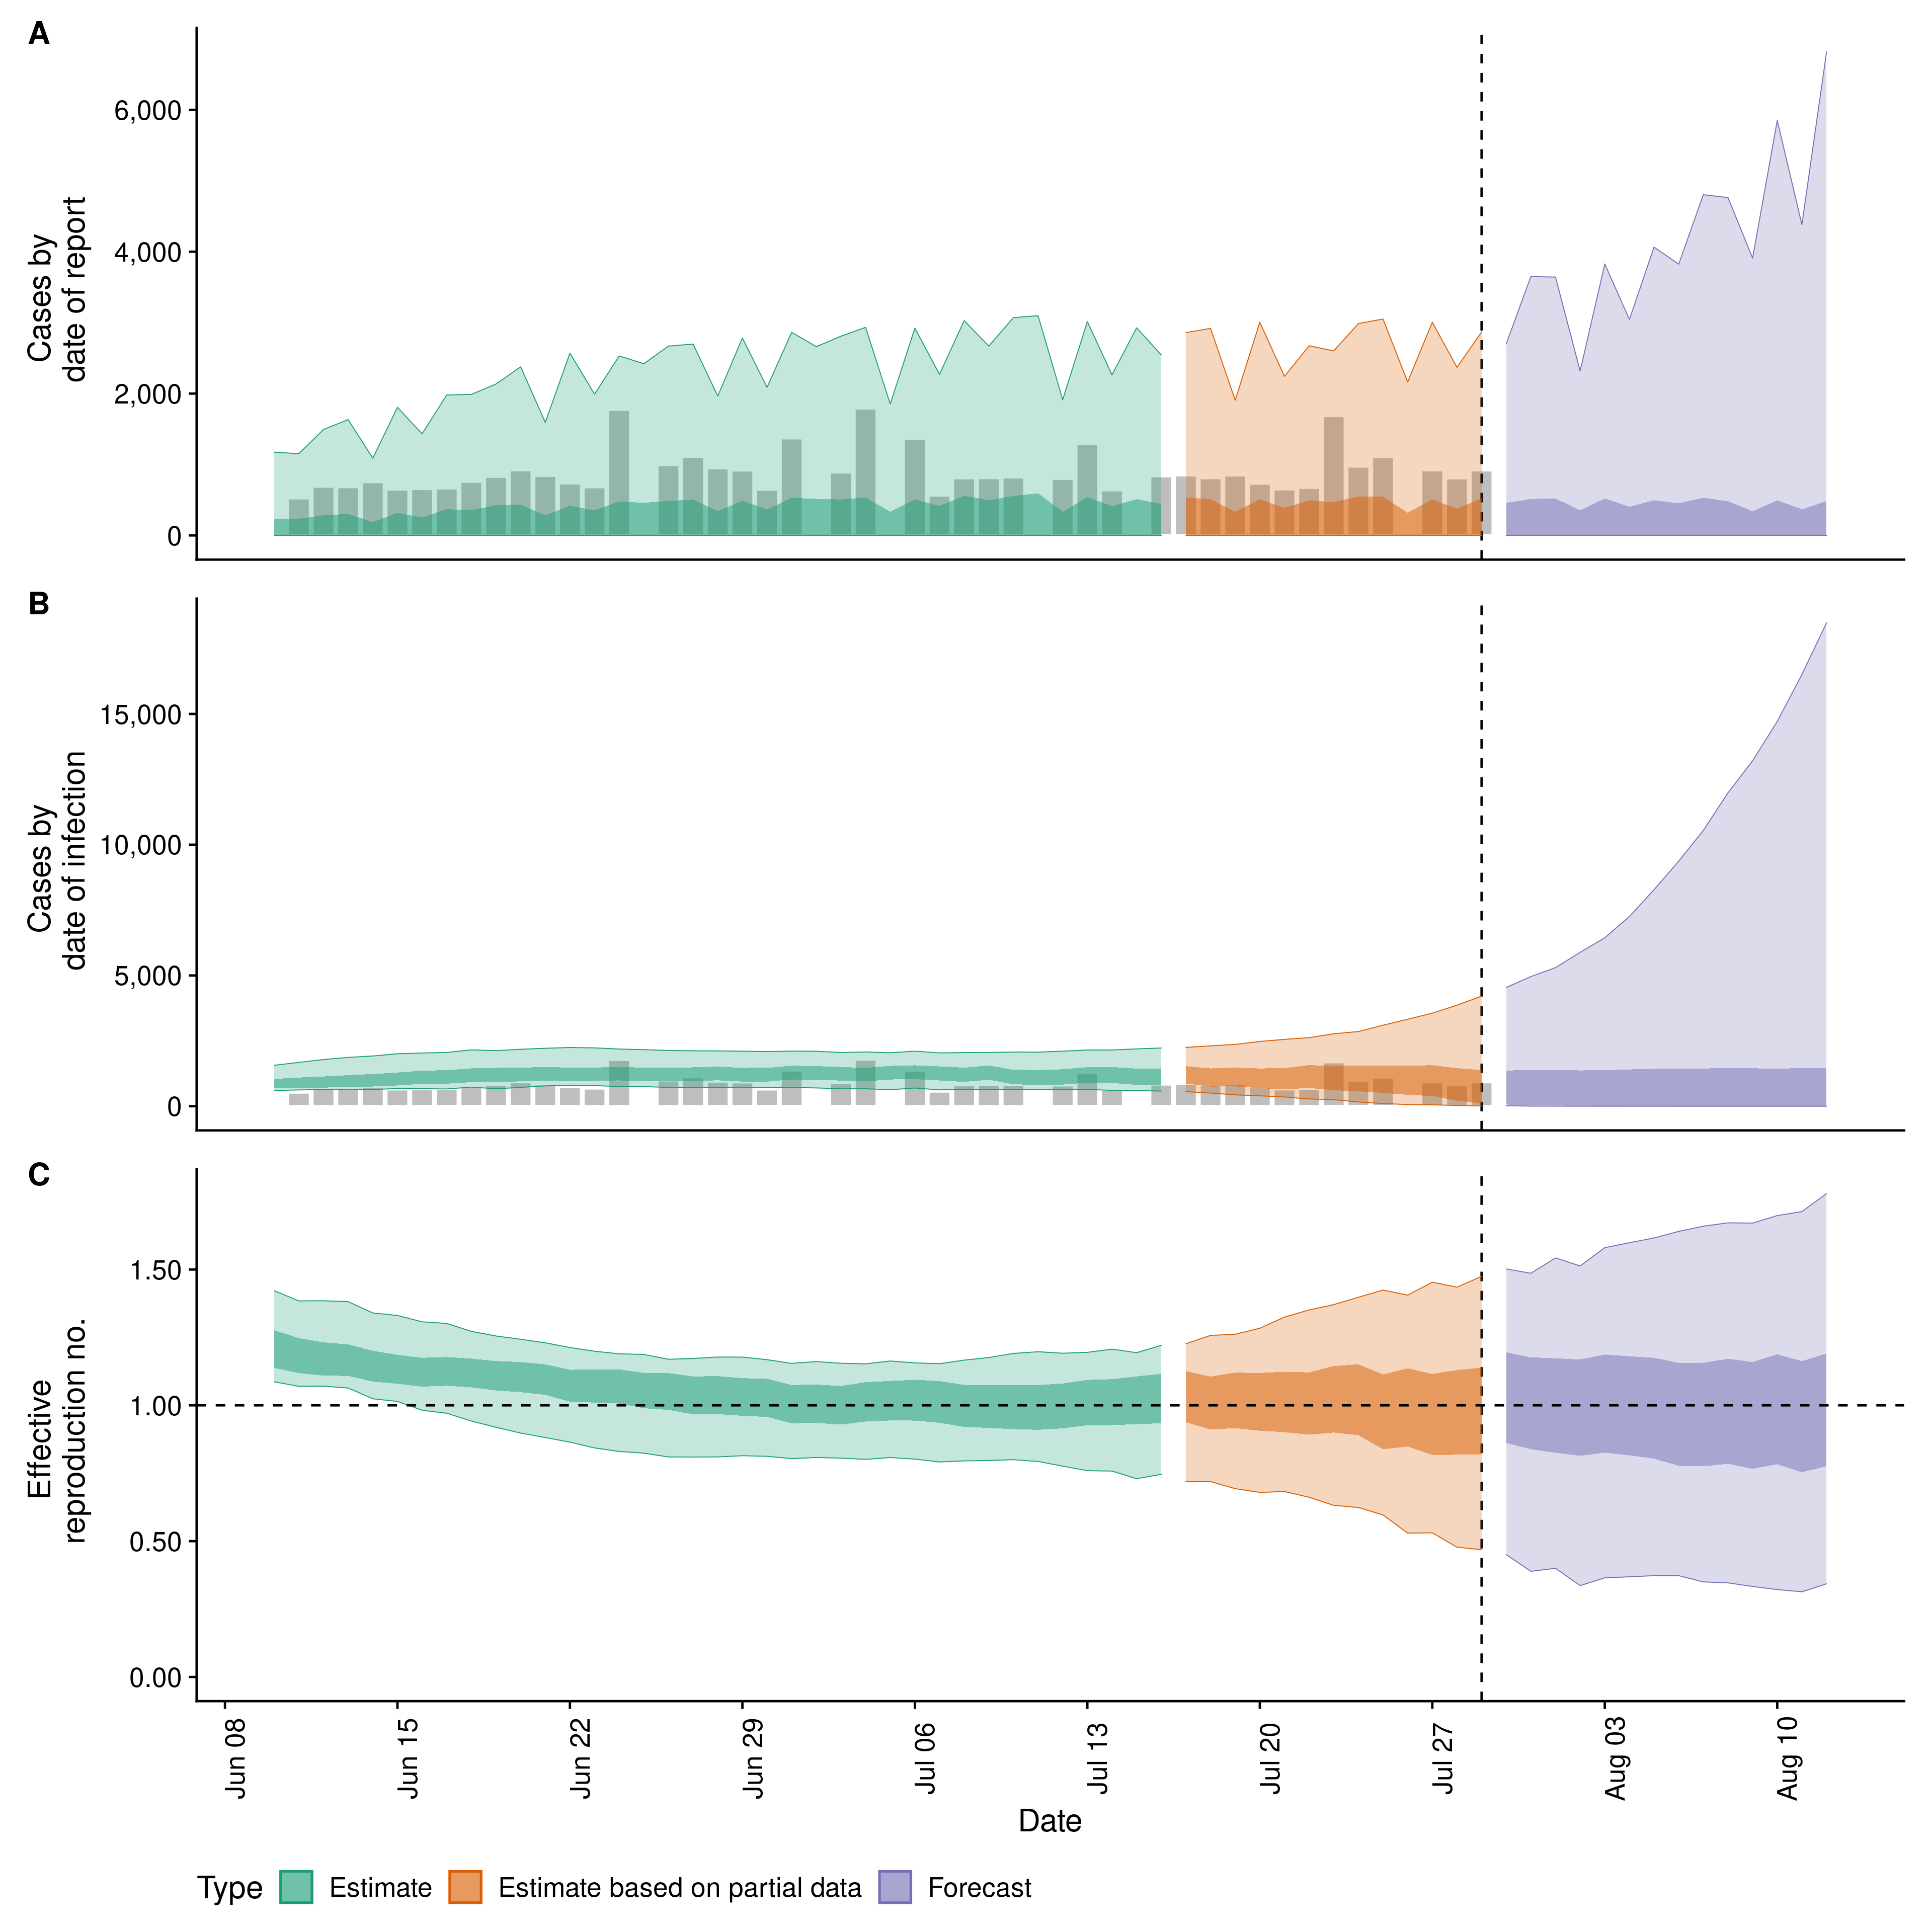 A
Cases by
date of report
6,000
4,000
2,000
0
B
Cases by
date of infection
15,000
10,000
5,000
0
C
Effective
reproduction no.
1.50
1.00
0.50
0.00
Jun 08
Jun 15
Jun 22
Jun 29
Jul 06
Jul 13
Jul 20
Jul 27
Aug 03
Aug 10
Date
Type Estimate Estimate based on partial data Forecast